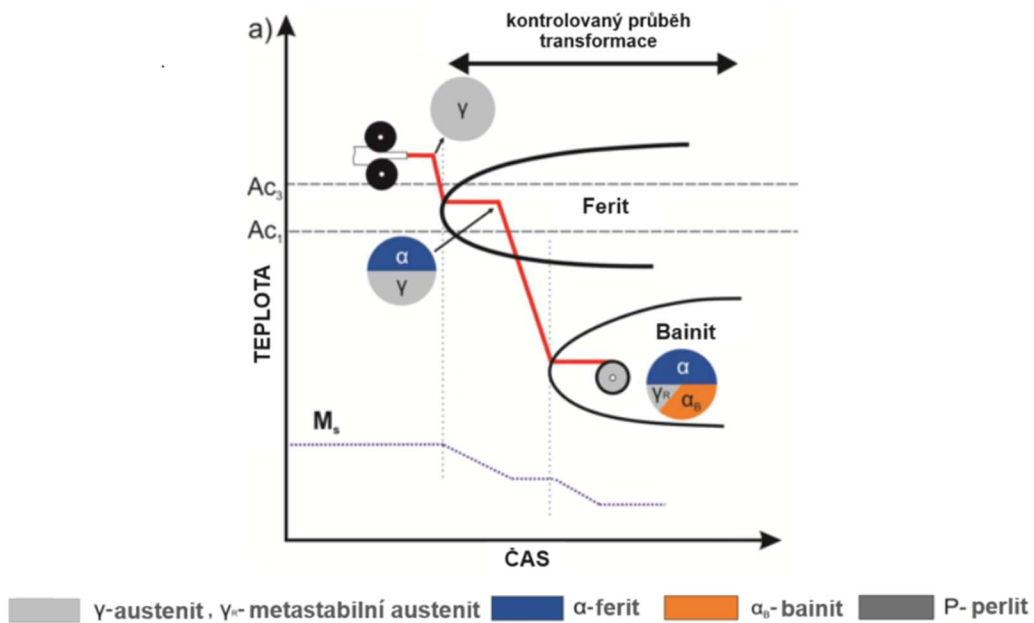 a)
kontrolovaný průběh
transformace
γ
Ac₃
Ferit
α
Ac₁
γ
TEPLOTA
Bainit
α
γR
αB
Ms
ČAS
γ-austenit , γR- metastabilní austenit α-ferit αB-bainit P- perlit